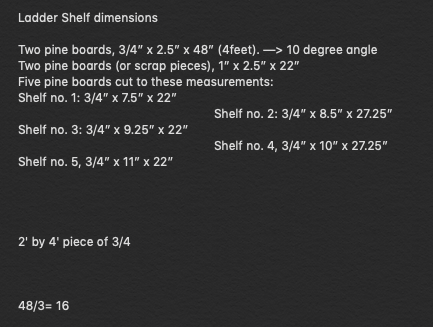 Ladder Shelf dimensions
Two pine boards, 3/4” x 2.5” x 48” (4feet). —> 10 degree angle
Two pine boards (or scrap pieces), 1” x 2.5” x 22”
Five pine boards cut to these measurements:
Shelf no. 1: 3/4” x 7.5” x 22”
Shelf no. 2: 3/4” x 8.5” x 27.25”
Shelf no. 3: 3/4” x 9.25” x 22”
Shelf no. 4, 3/4” x 10” x 27.25”
Shelf no. 5, 3/4” x 11” x 22”
2' by 4' piece of 3/4
48/3= 16